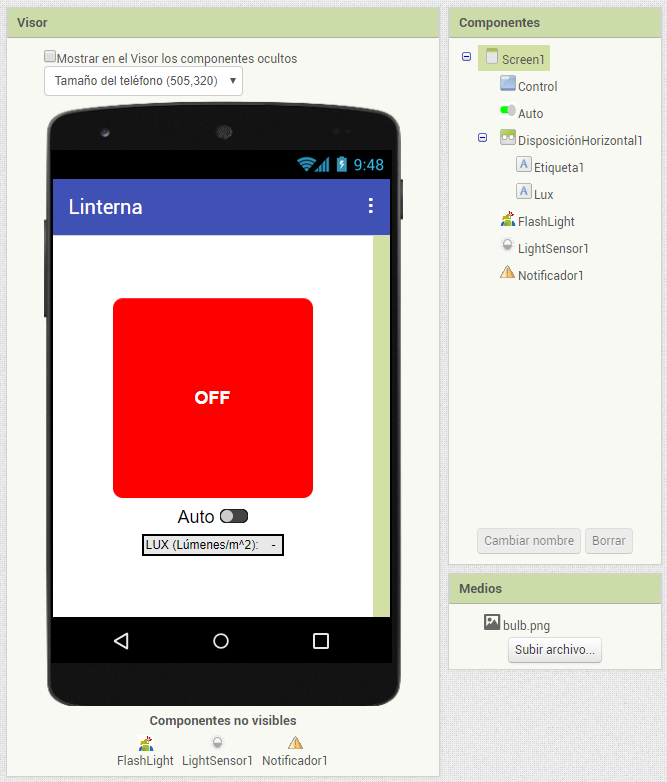 Visor
Mostrar en el Visor los componentes ocultos
Tamaño del teléfono (505,320)
9:48
Linterna
OFF
Auto
LUX (Lúmenes/m^2): -
Componentes no visibles
FlashLight LightSensor1 Notificador1
Componentes
Screen1
Control
Auto
DisposiciónHorizontal1
A Etiqueta1
A Lux
FlashLight
LightSensor1
Notificador1
Cambiar nombre Borrar
Medios
bulb.png
Subir archivo...